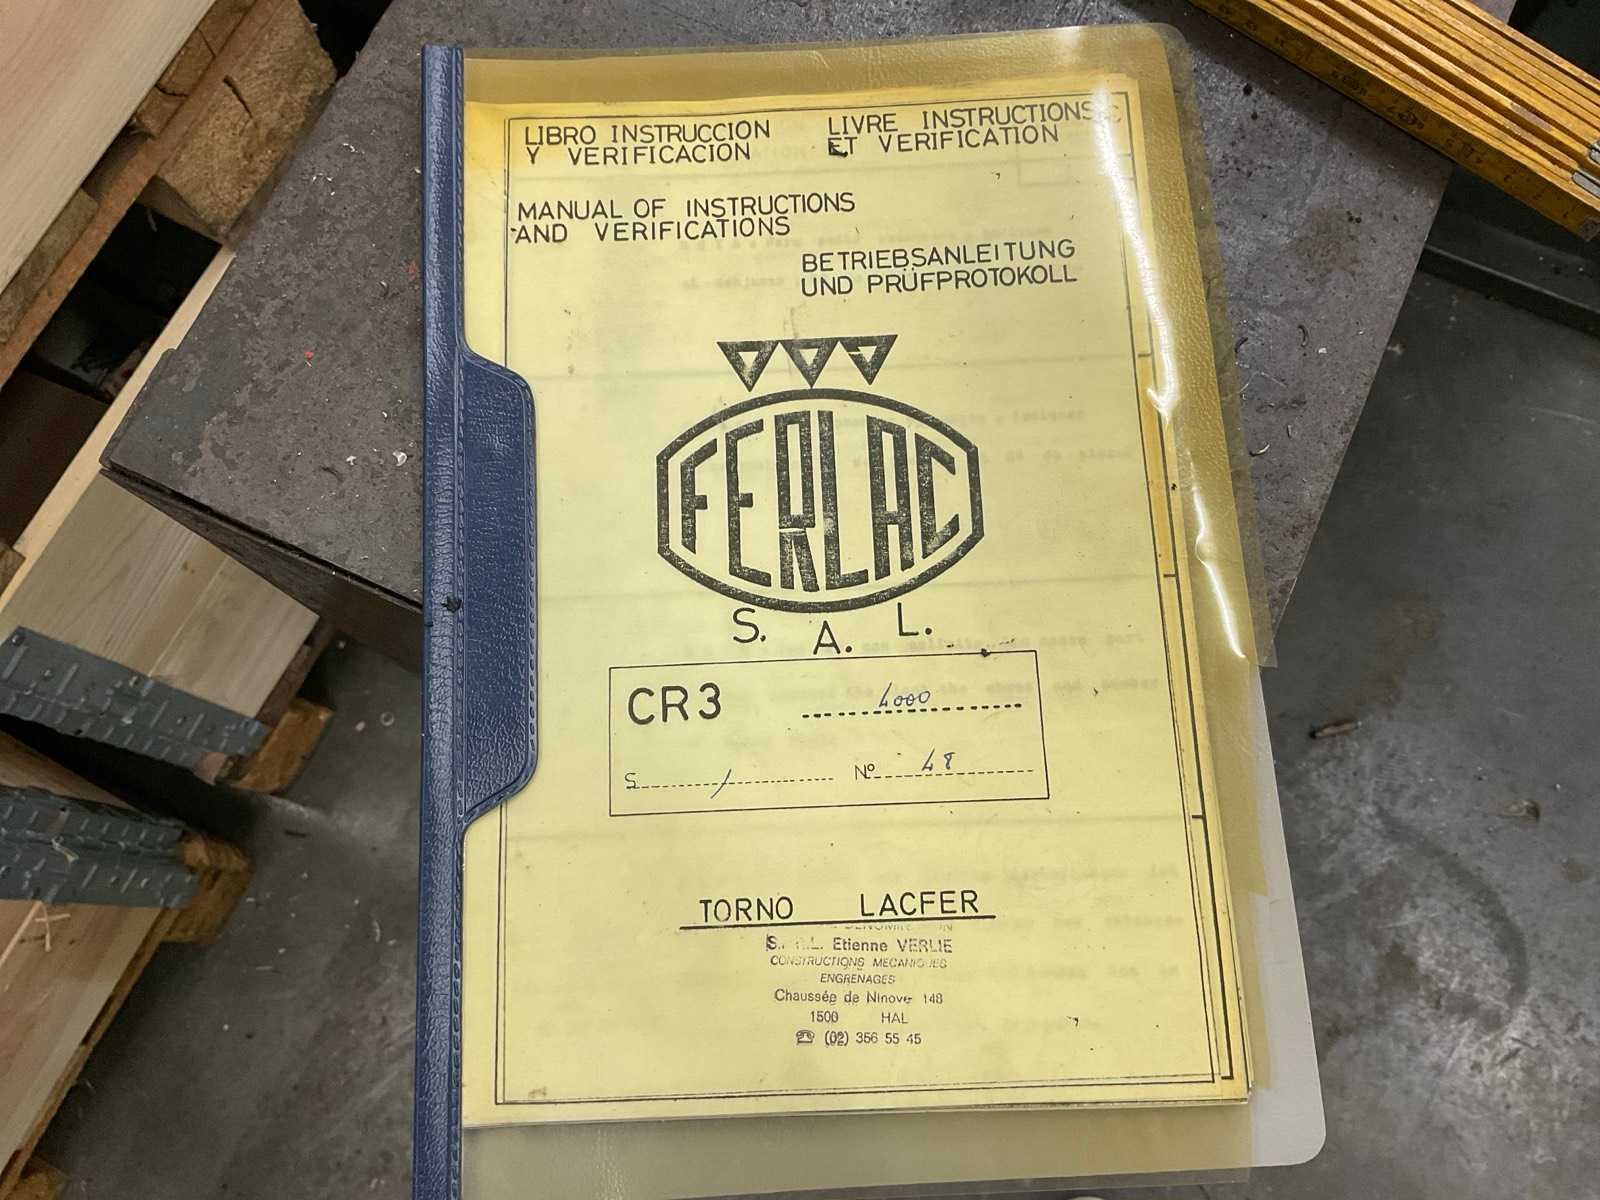 LIBRO INSTRUCCION
Y VERIFICACION
LIVRE INSTRUCTIONS
ET VERIFICATION
MANUAL OF INSTRUCTIONS
AND VERIFICATIONS
BETRIEBSANLEITUNG
UND PRÜFPROTOKOLL
FERLAC
S. A. L.
CR3 4000
S / Nº 48
TORNO LACFER
L. Etienne VERLIE
CONSTRUCTIONS MECANIQUES
ENGRENAGES
Chaussée de Ninove 148
1500 HAL
☎ (02) 356 55 45